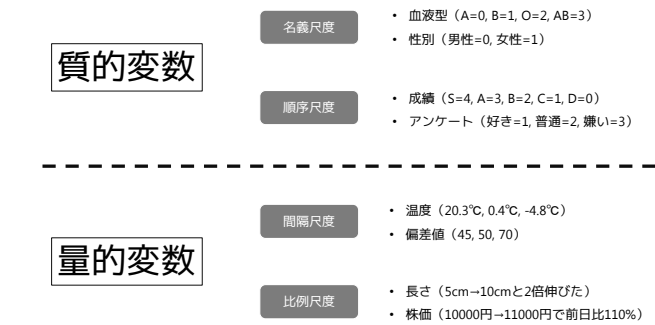 質的変数
名義尺度
• 血液型（A=0, B=1, O=2, AB=3）
• 性別（男性=0, 女性=1）
順序尺度
• 成績（S=4, A=3, B=2, C=1, D=0）
• アンケート（好き=1, 普通=2, 嫌い=3）
量的変数
間隔尺度
• 温度（20.3℃, 0.4℃, -4.8℃）
• 偏差値（45, 50, 70）
比例尺度
• 長さ（5cm→10cmと2倍伸びた）
• 株価（10000円→11000円で前日比110%）